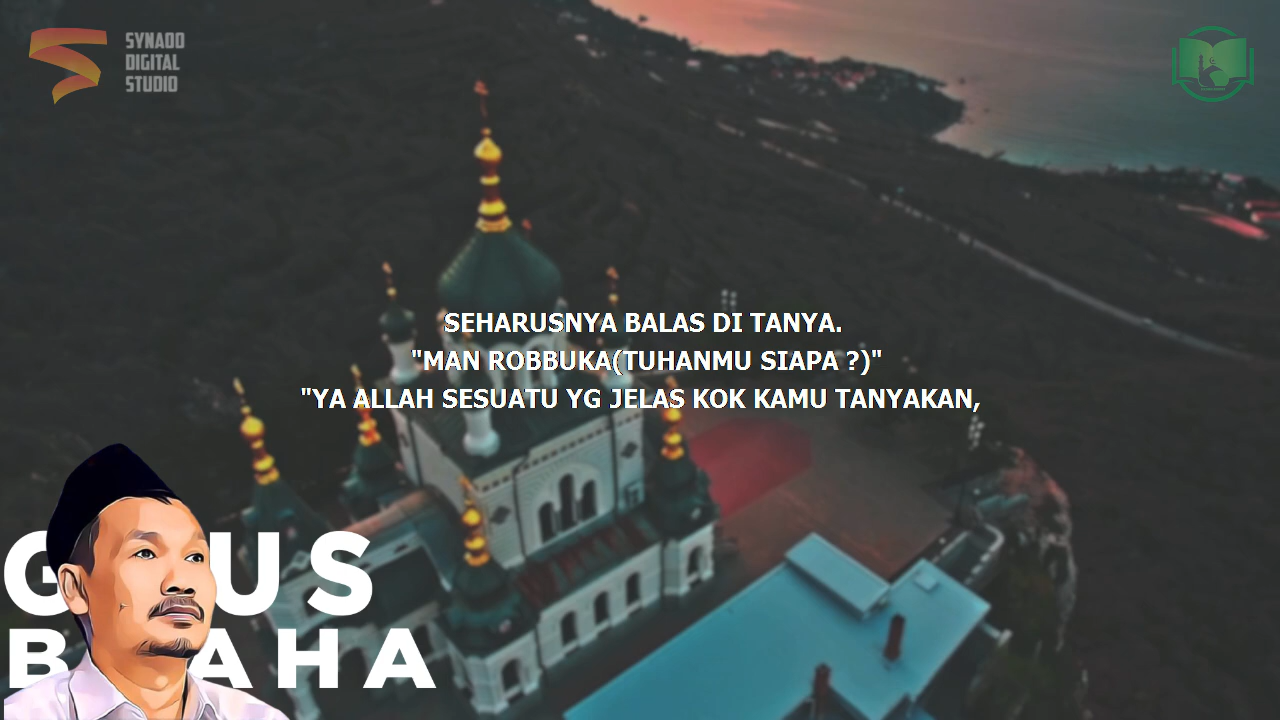 SYNADO
DIGITAL
STUDIO
SEHARUSNYA BALAS DI TANYA.
"MAN ROBBUKA(TUHANMU SIAPA ?)"
"YA ALLAH SESUATU YG JELAS KOK KAMU TANYAKAN,